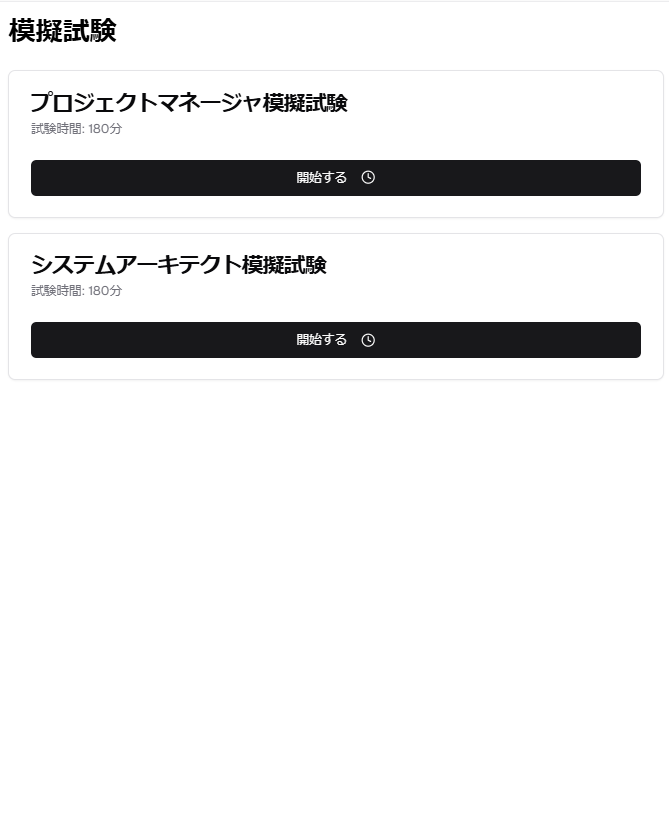 模擬試験
プロジェクトマネージャ模擬試験
試験時間: 180分
開始する
システムアーキテクト模擬試験
試験時間: 180分
開始する